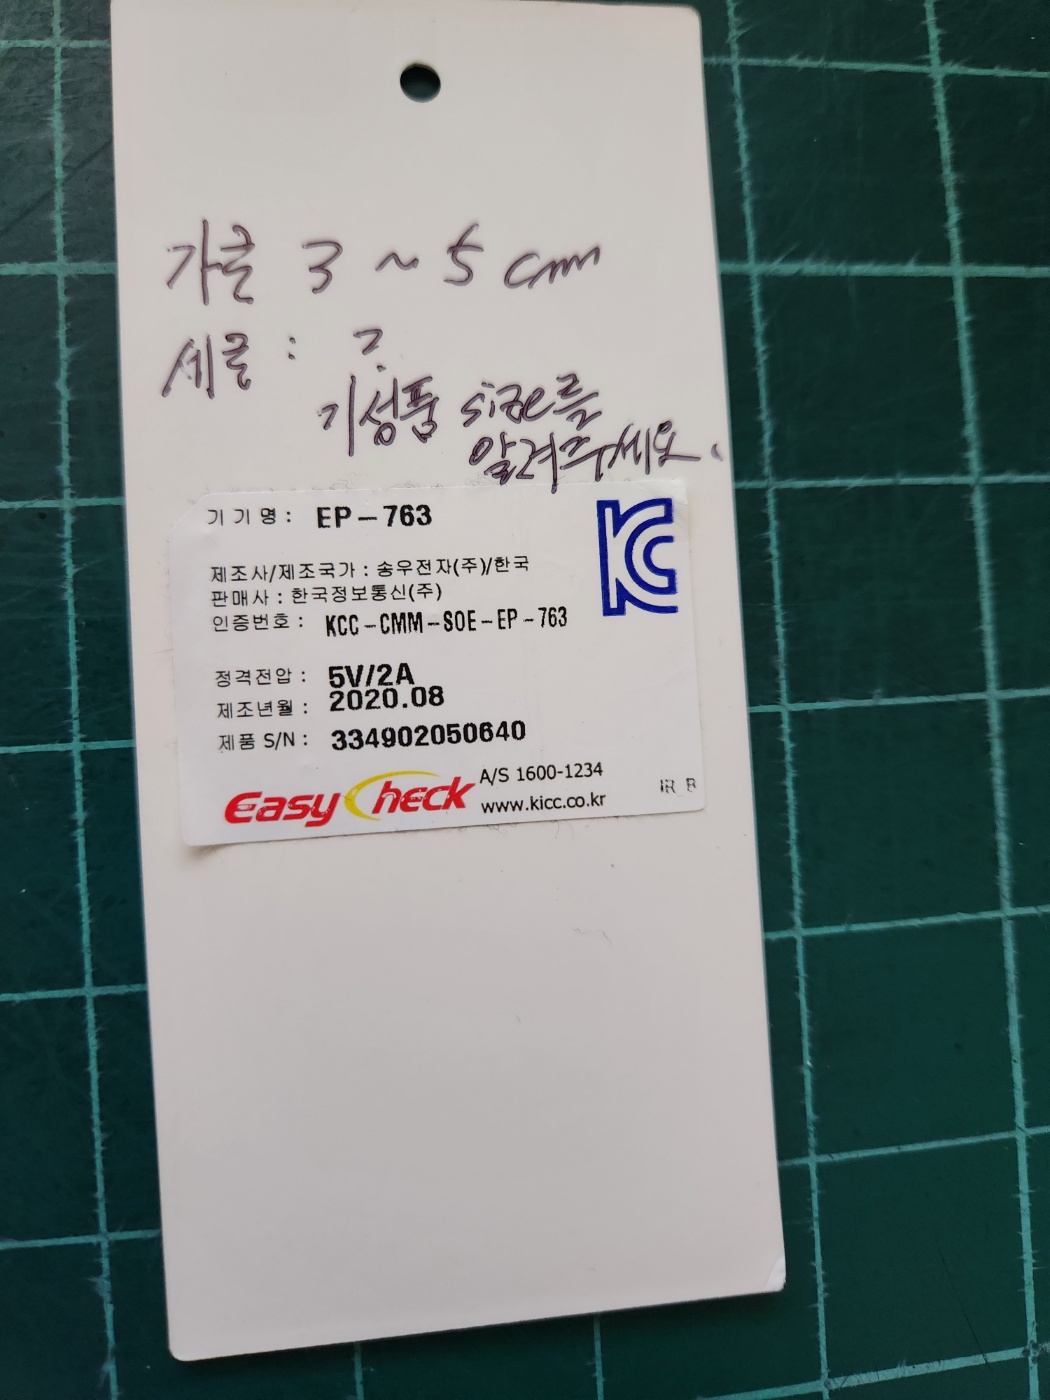 가로 3 ~ 5 cm
세로 : ?
기성품 size를
알려주세요.
기 기 명 : EP-763
제조사/제조국가 : 송우전자(주)/한국
판매사 : 한국정보통신(주)
인증번호 : KCC-CMM-SOE-EP-763
정격전압 : 5V/2A
제조년월 : 2020.08
제품 S/N : 334902050640
Easy Check A/S 1600-1234
www.kicc.co.kr